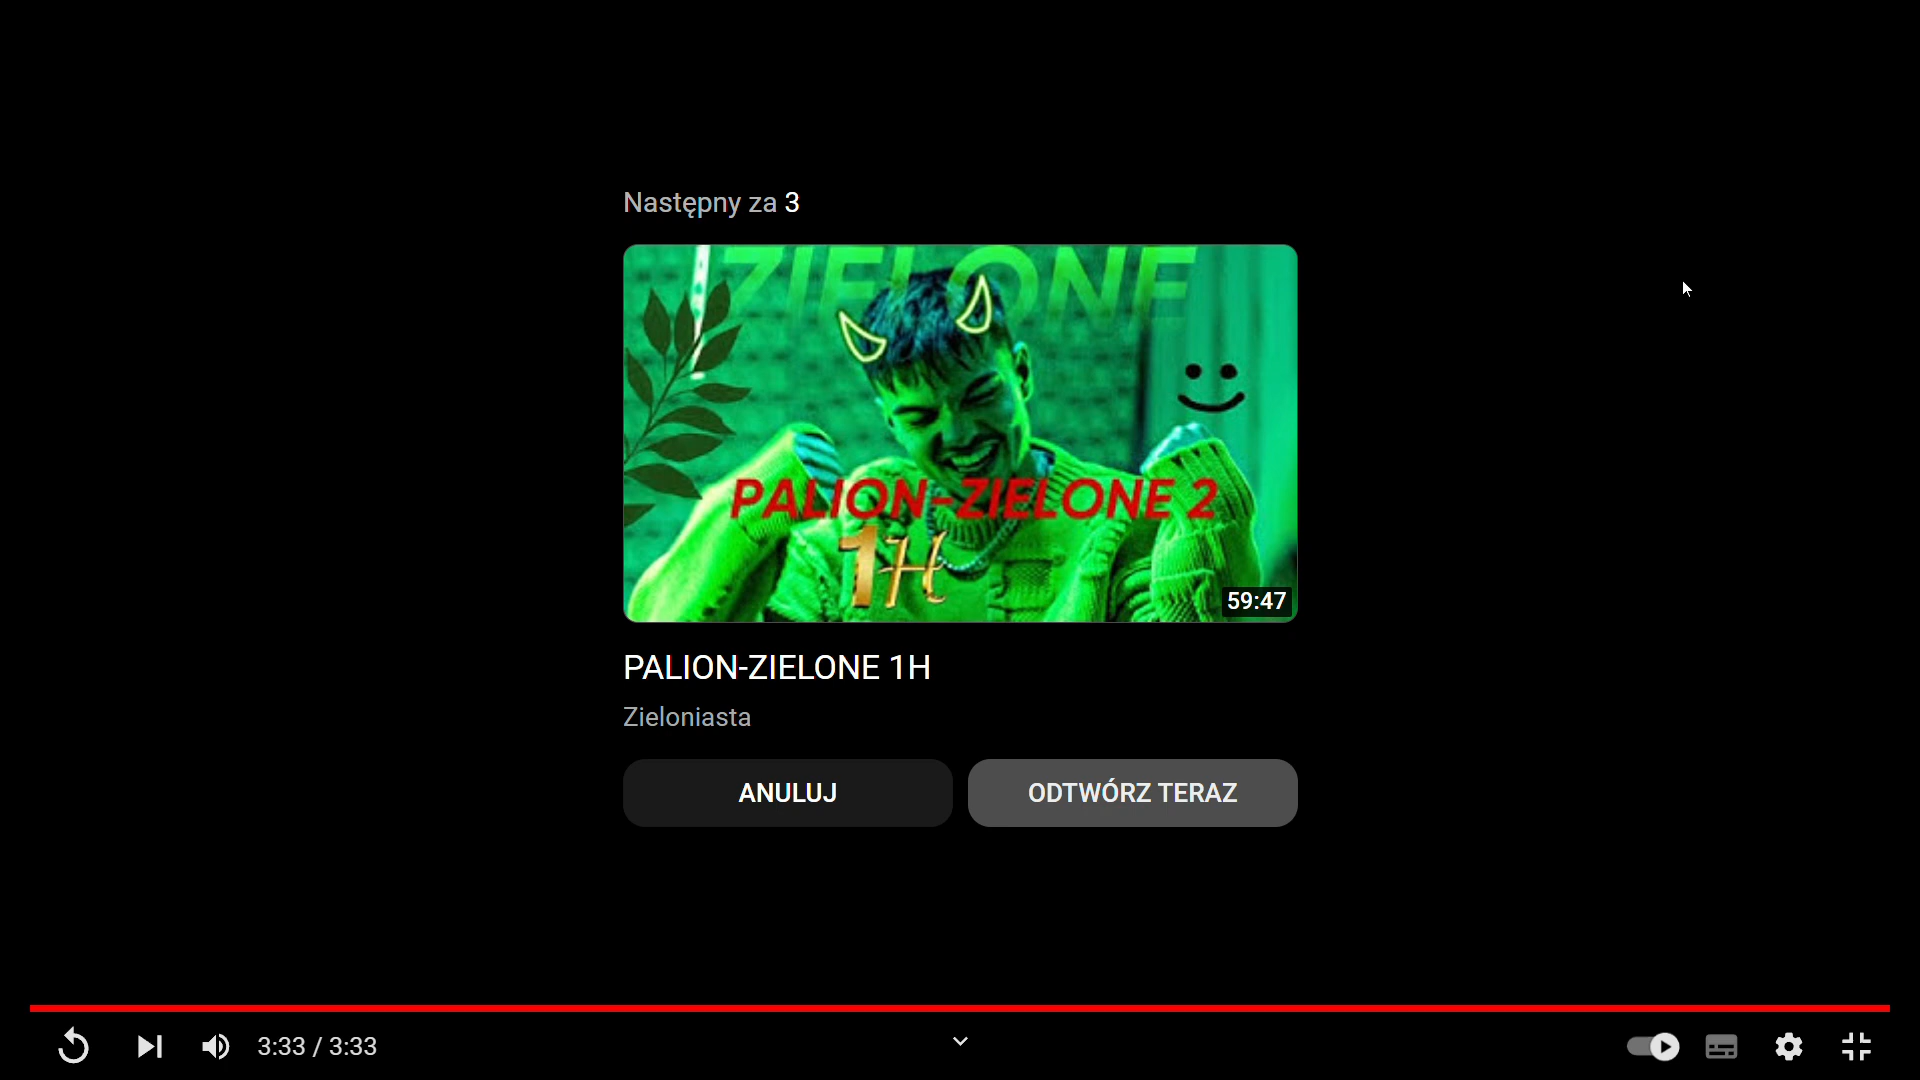 Następny za 3
ZIELONE
PALION-ZIELONE 2
1H
59:47
PALION-ZIELONE 1H
Zieloniasta
ANULUJ
ODTWÓRZ TERAZ
3:33 / 3:33